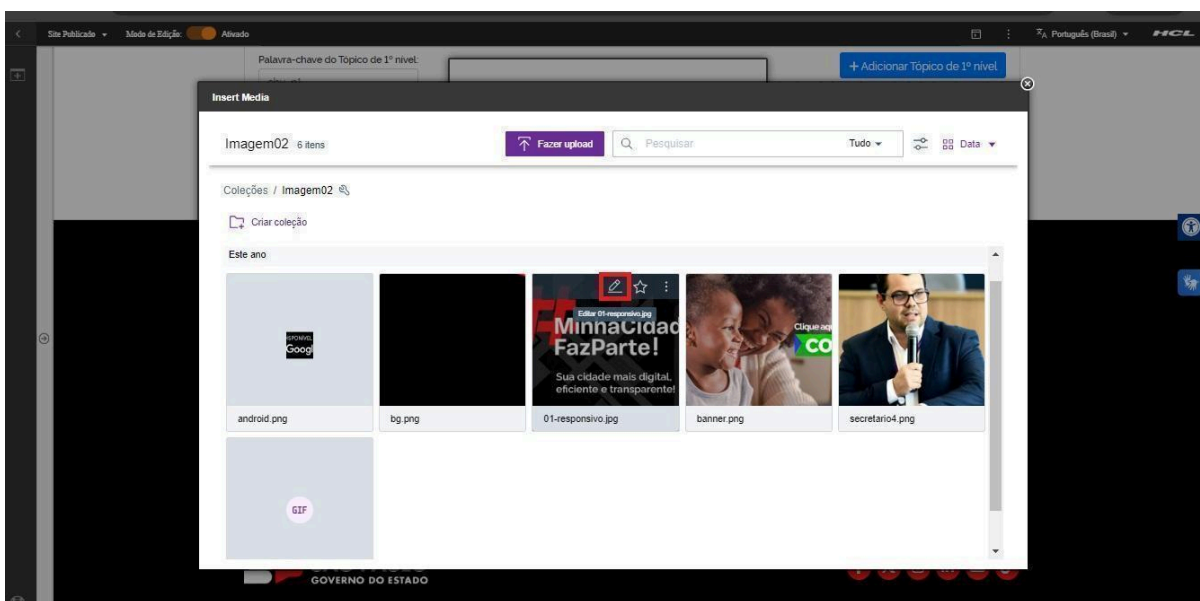 Site Publicado
Modo de Edição:
Ativado
Português (Brasil)
HCL
Palavra-chave do Tópico de 1º nível:
+ Adicionar Tópico de 1º nível
Insert Media
Imagem02 6 itens
Fazer upload
Pesquisar
Tudo
Data
Coleções / Imagem02
Criar coleção
Este ano
Googl
Editar 01-responsivo.jpg
MinhaCidad
FazParte!
Sua cidade mais digital,
eficiente e transparente!
Clique aq
CO
android.png
bg.png
01-responsivo.jpg
banner.png
secretario4.png
GIF
GOVERNO DO ESTADO